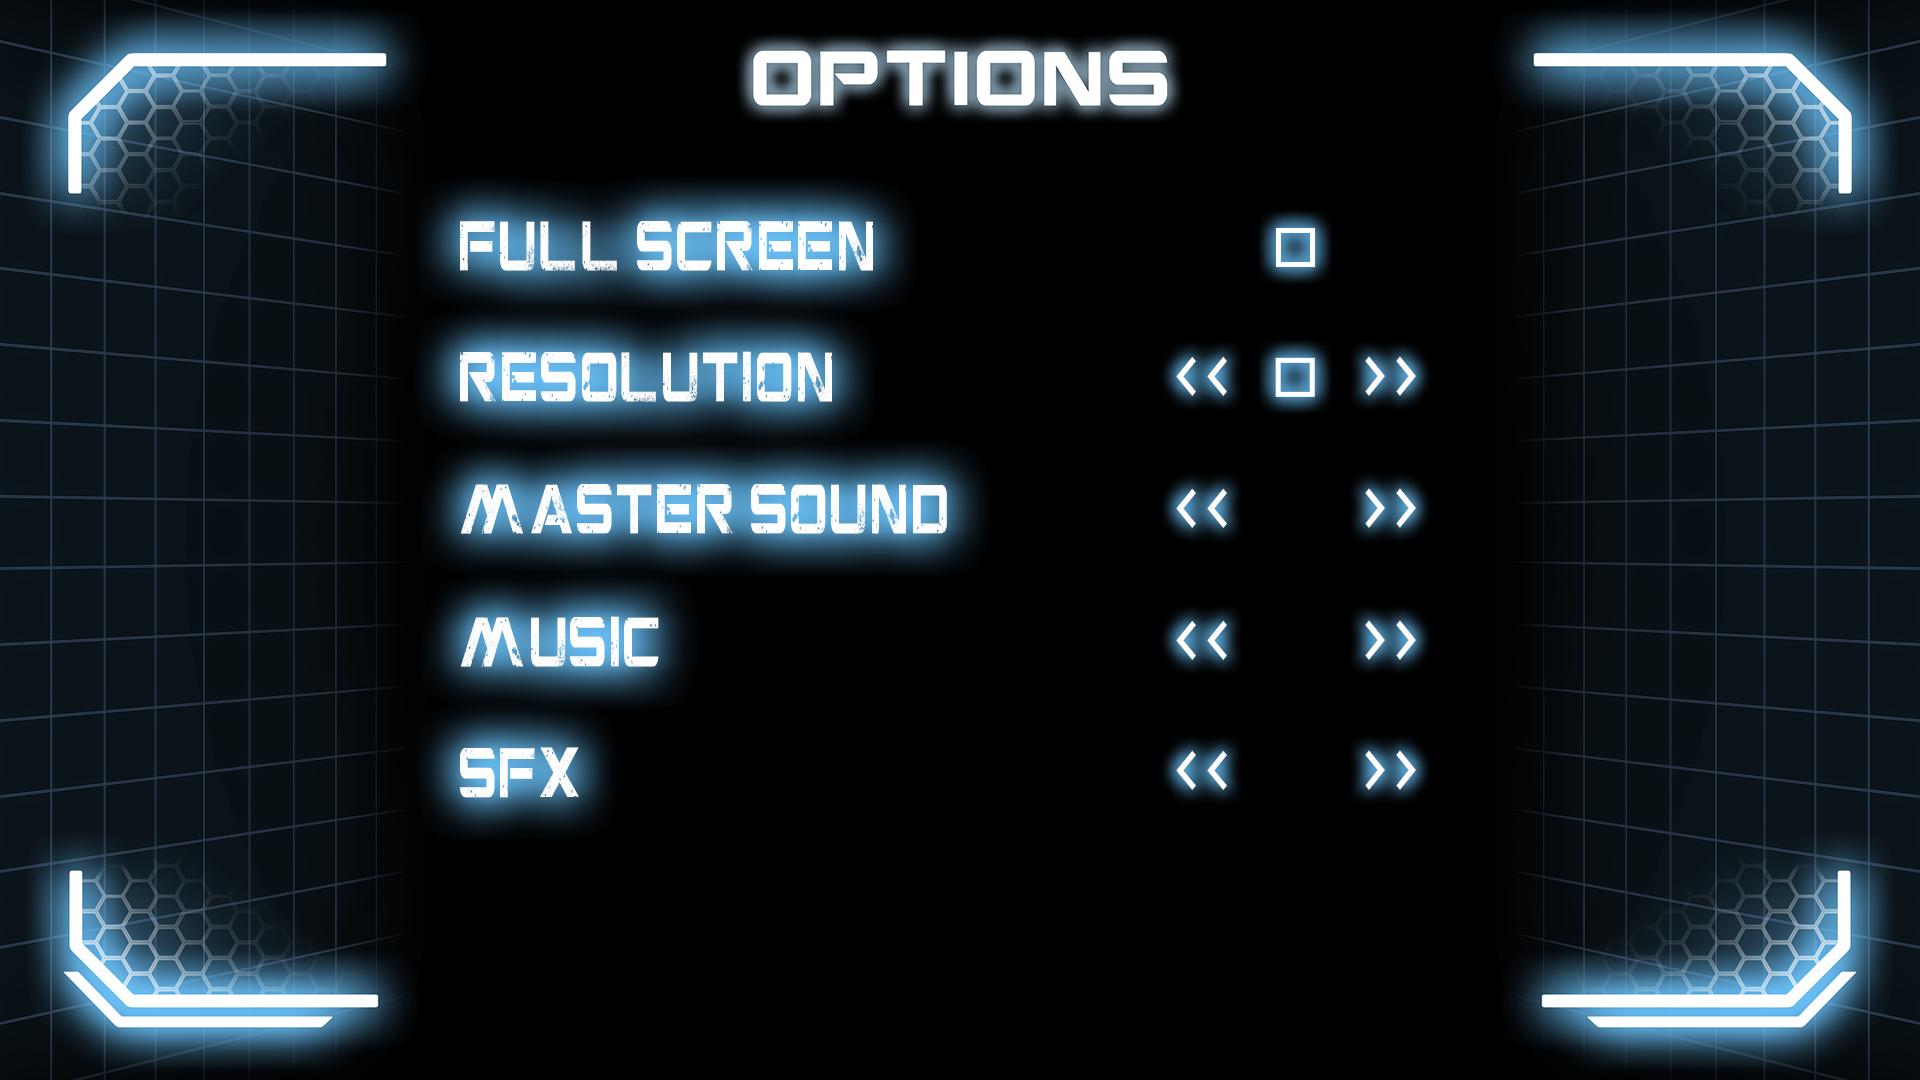 OPTIONS
FULL SCREEN
RESOLUTION << >>
MASTER SOUND << >>
MUSIC << >>
SFX << >>